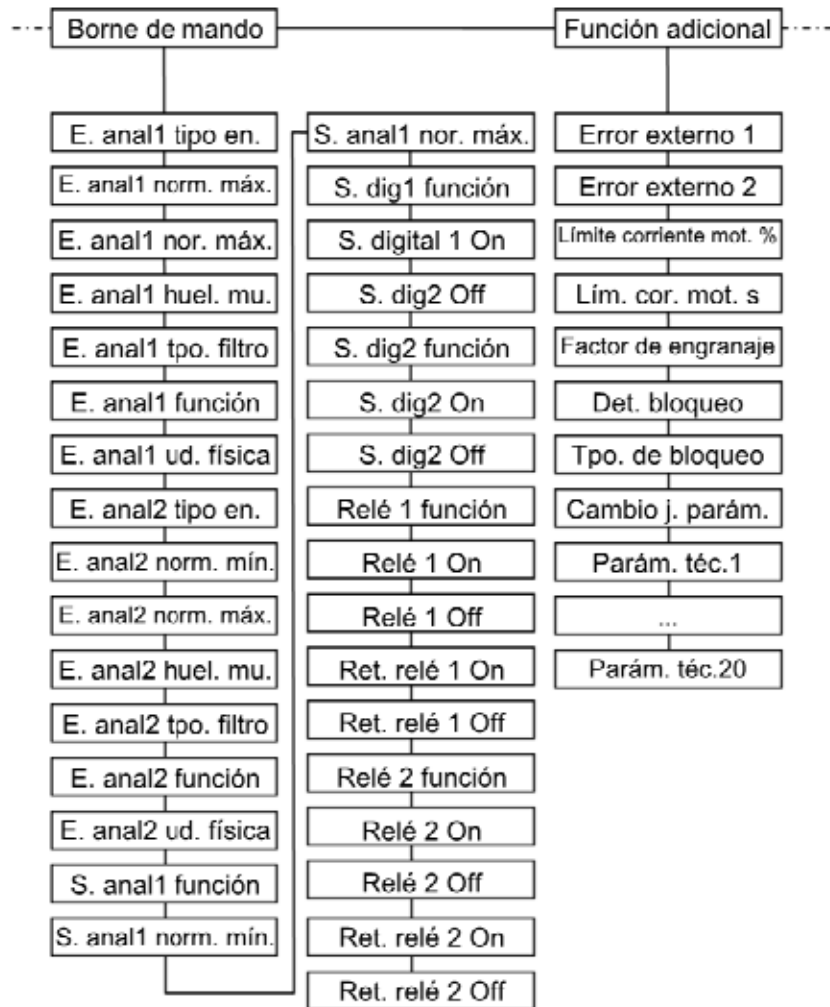 Borne de mando
Función adicional
E. anal1 tipo en.
E. anal1 norm. máx.
E. anal1 nor. máx.
E. anal1 huel. mu.
E. anal1 tpo. filtro
E. anal1 función
E. anal1 ud. física
E. anal2 tipo en.
E. anal2 norm. mín.
E. anal2 norm. máx.
E. anal2 huel. mu.
E. anal2 tpo. filtro
E. anal2 función
E. anal2 ud. física
S. anal1 función
S. anal1 norm. mín.
S. anal1 nor. máx.
S. dig1 función
S. digital 1 On
S. dig2 Off
S. dig2 función
S. dig2 On
S. dig2 Off
Relé 1 función
Relé 1 On
Relé 1 Off
Ret. relé 1 On
Ret. relé 1 Off
Relé 2 función
Relé 2 On
Relé 2 Off
Ret. relé 2 On
Ret. relé 2 Off
Error externo 1
Error externo 2
Límite corriente mot. %
Lím. cor. mot. s
Factor de engranaje
Det. bloqueo
Tpo. de bloqueo
Cambio j. parám.
Parám. téc.1
...
Parám. téc.20